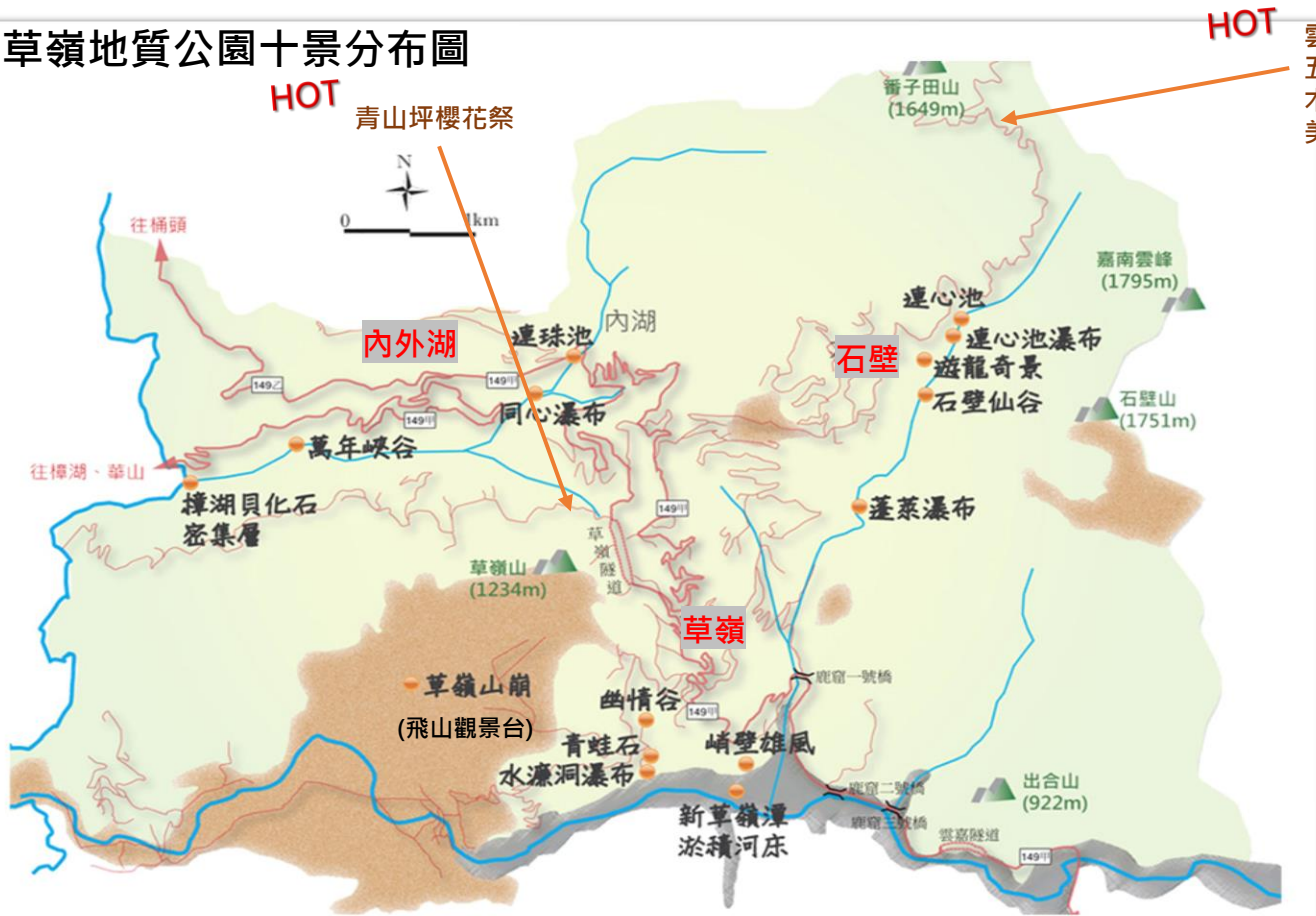 草嶺地質公園十景分布圖
HOT
HOT
青山坪櫻花祭
番子田山
(1649m)
N
0
1km
往桶頭
嘉南雲峰
(1795m)
連心池
內湖
內外湖
連珠池
石壁
連心池瀑布
遊龍奇景
149乙
149甲
石壁仙谷
石壁山
(1751m)
同心瀑布
149甲
萬年峽谷
往樟湖、華山
樟湖貝化石
密集層
149甲
蓬萊瀑布
草嶺隧道
草嶺山
(1234m)
草嶺
鹿窟一號橋
草嶺山崩
(飛山觀景台)
幽情谷
149甲
青蛙石
峭壁雄風
水濂洞瀑布
鹿窟二號橋
出合山
(922m)
新草嶺潭
淤積河床
鹿窟三號橋
雲嘉隧道
149甲